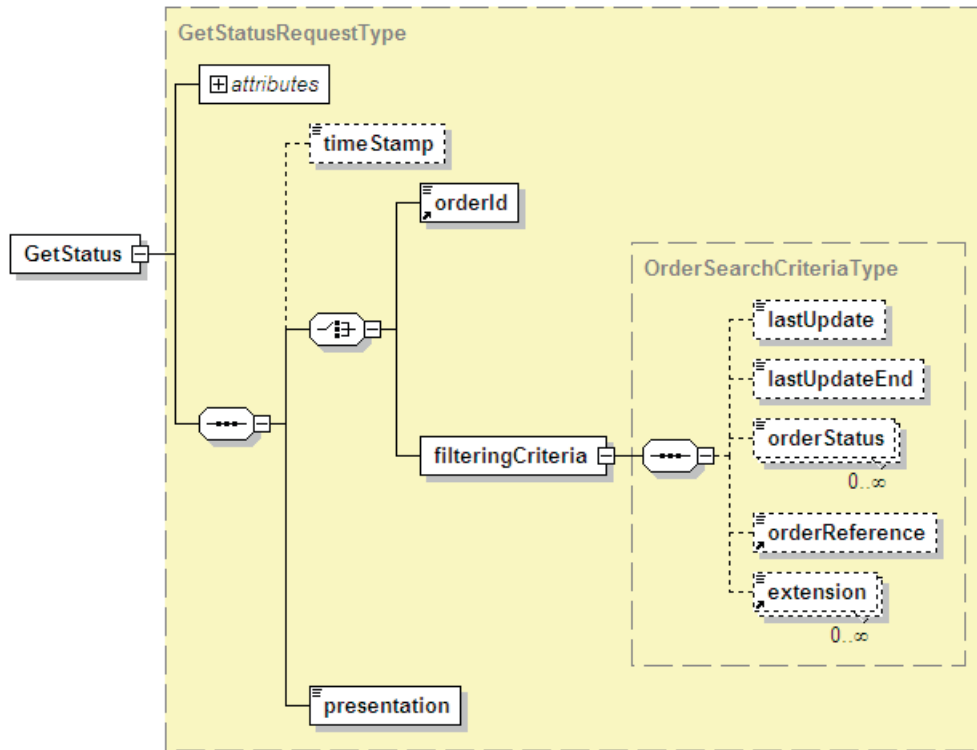 GetStatusRequestType
attributes
timeStamp
orderId
GetStatus
OrderSearchCriteriaType
lastUpdate
lastUpdateEnd
orderStatus
0..∞
filteringCriteria
orderReference
extension
0..∞
presentation